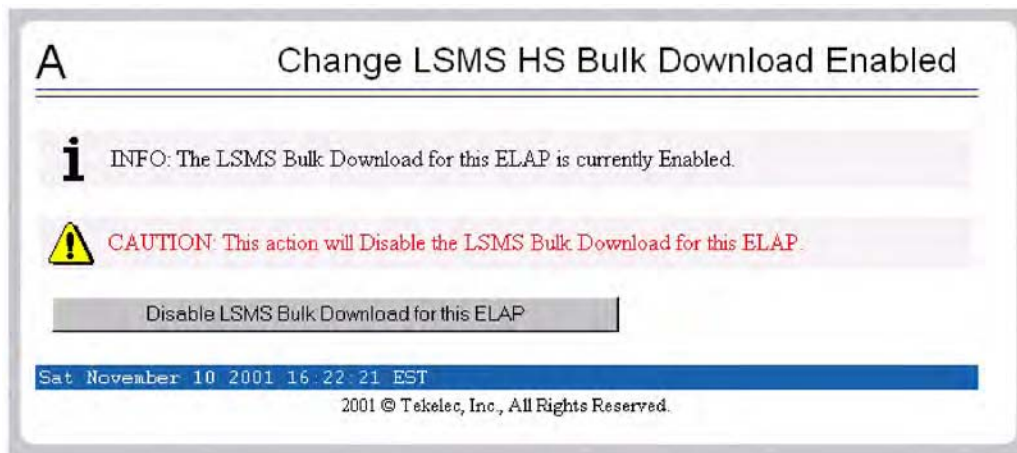 A
Change LSMS HS Bulk Download Enabled
i
INFO: The LSMS Bulk Download for this ELAP is currently Enabled.
!
CAUTION: This action will Disable the LSMS Bulk Download for this ELAP.
Disable LSMS Bulk Download for this ELAP
Sat November 10 2001 16:22:21 EST
2001 © Tekelec, Inc., All Rights Reserved.